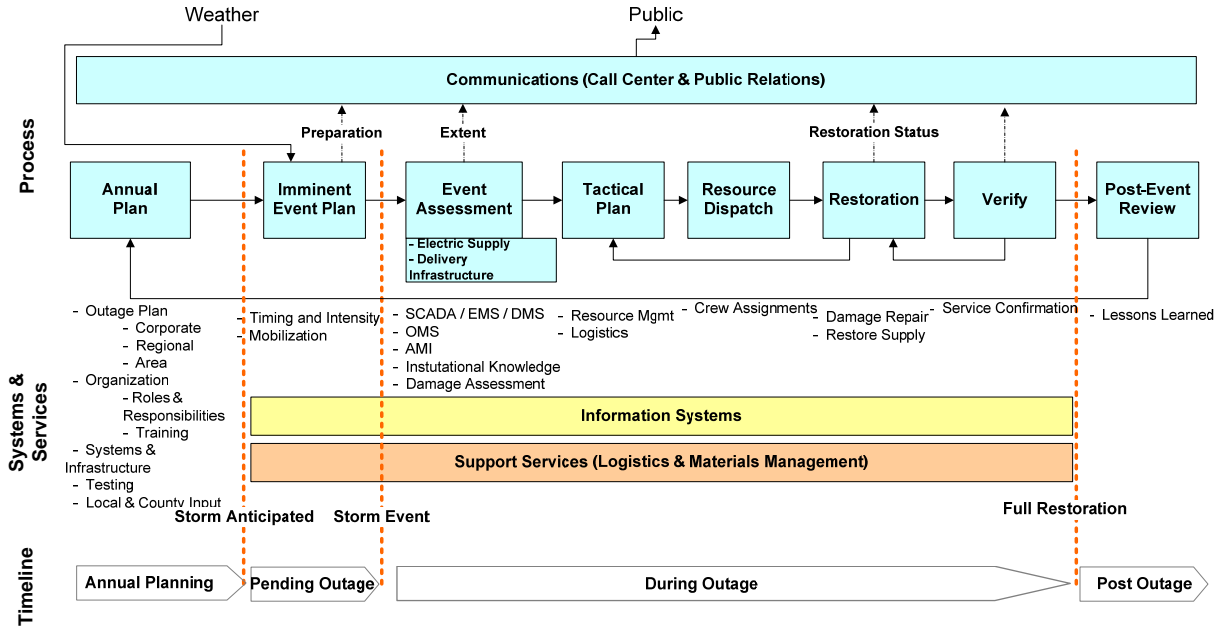 Weather
Public
Communications (Call Center & Public Relations)
Preparation
Extent
Restoration Status
Process
Annual
Plan
Imminent
Event Plan
Event
Assessment
Tactical
Plan
Resource
Dispatch
Restoration
Verify
Post-Event
Review
- Electric Supply
- Delivery
Infrastructure
- Outage Plan
- Corporate
- Regional
- Area
- Organization
- Roles &
Responsibilities
- Training
- Systems &
Infrastructure
- Testing
- Local & County Input
- Timing and Intensity
- Mobilization
- SCADA / EMS / DMS
- OMS
- AMI
- Instutational Knowledge
- Damage Assessment
- Resource Mgmt
- Logistics
- Crew Assignments
- Damage Repair
- Restore Supply
- Service Confirmation
- Lessons Learned
Systems &
Services
Information Systems
Support Services (Logistics & Materials Management)
Storm Anticipated
Storm Event
Full Restoration
Timeline
Annual Planning
Pending Outage
During Outage
Post Outage